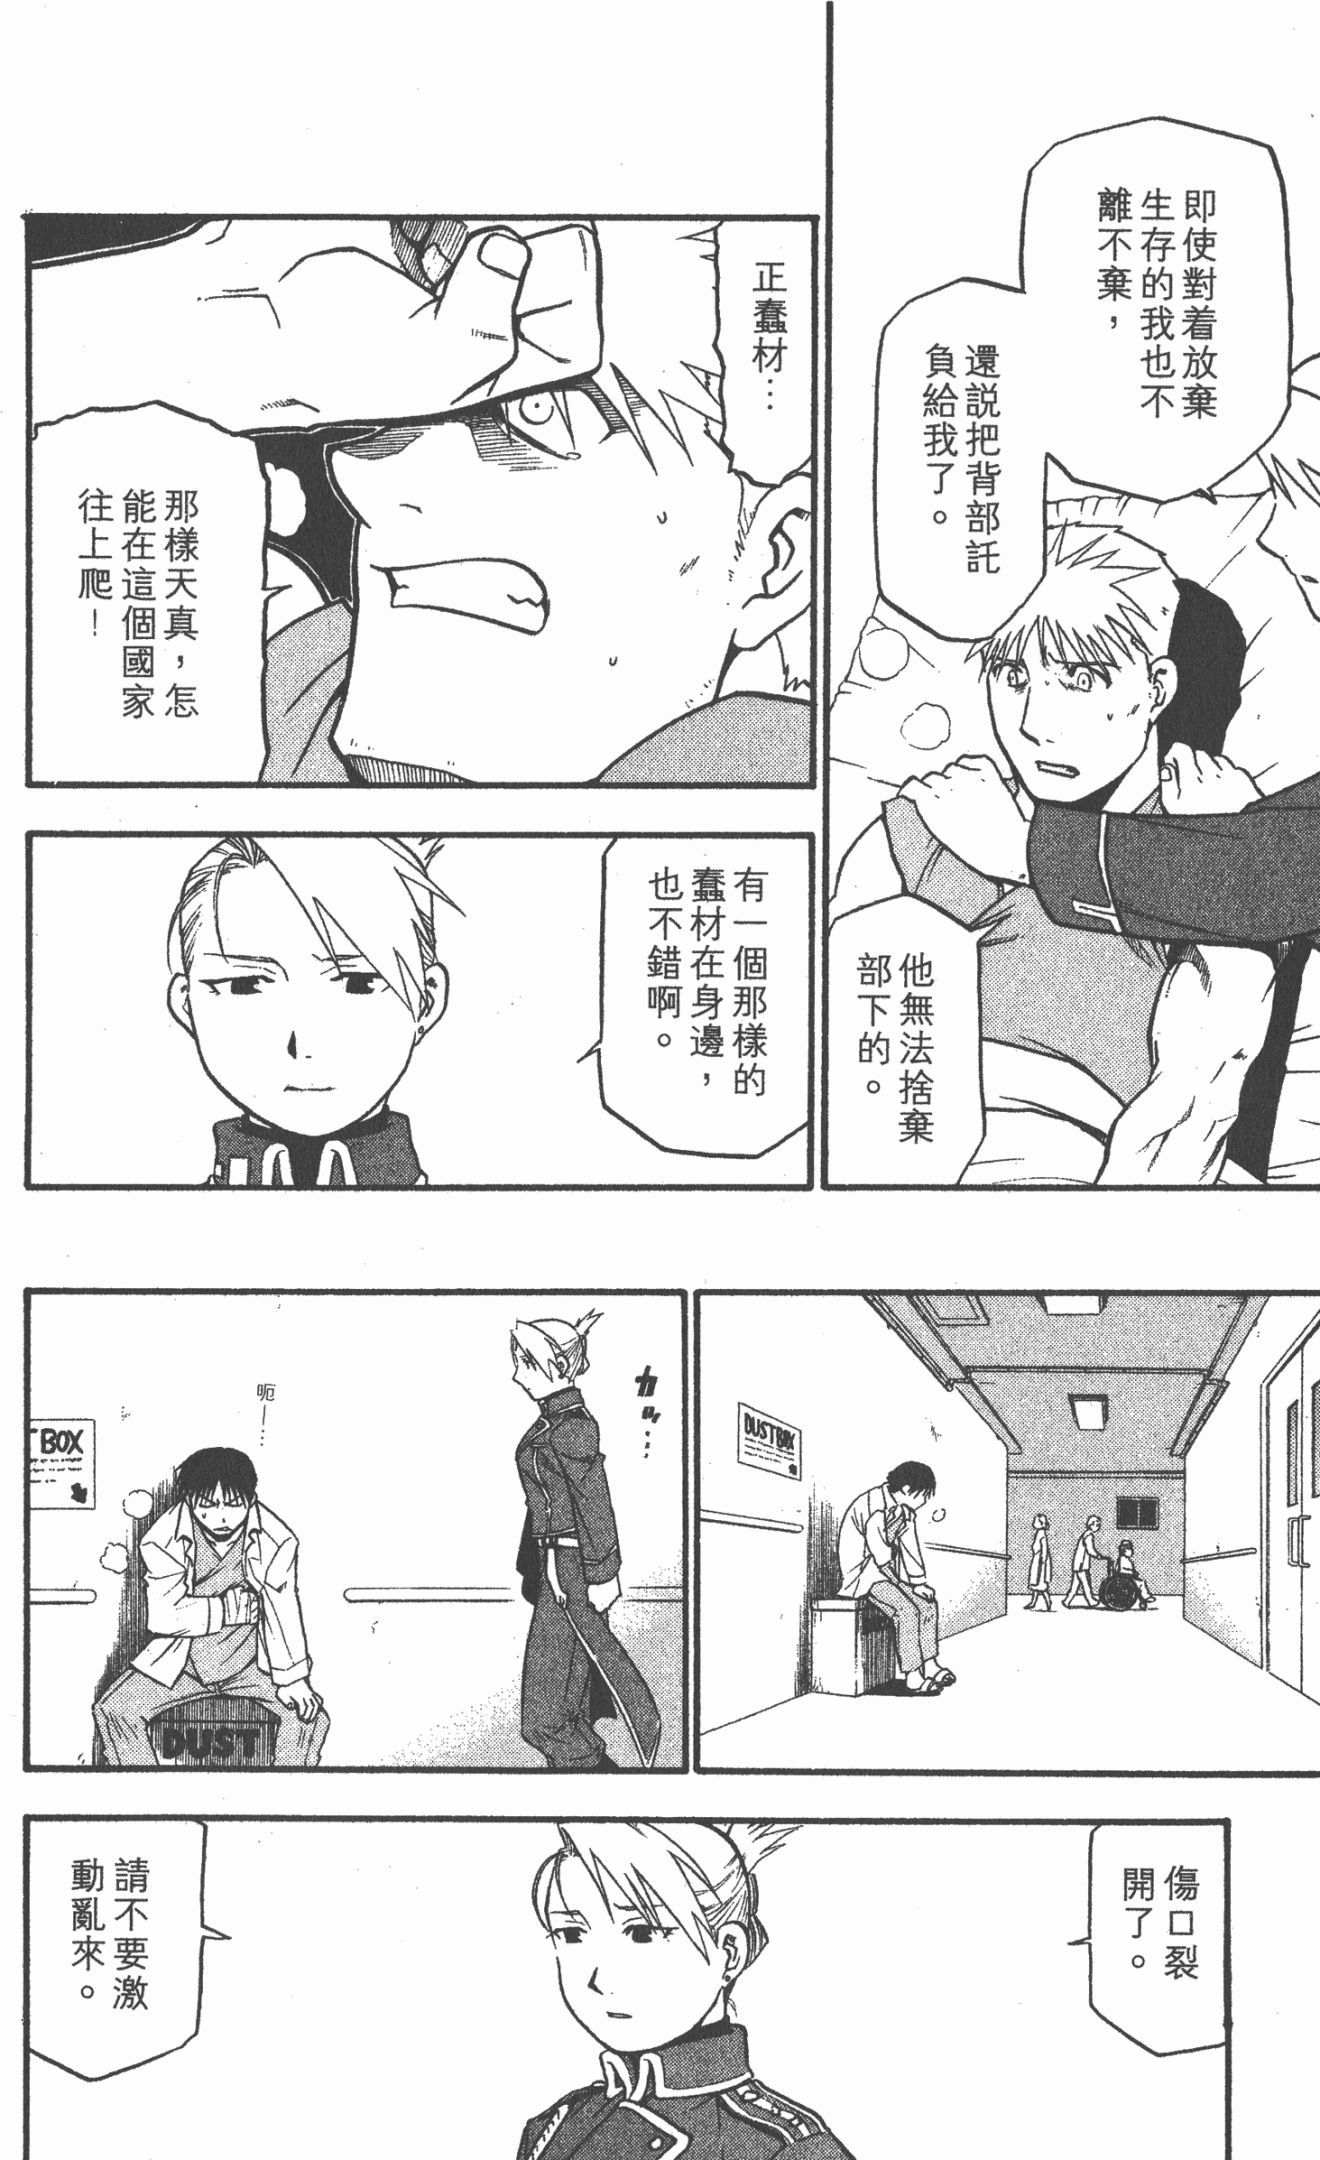 即使對着放棄
生存的我也不
離不棄，
還説把背部託
負給我了。
他無法捨棄
部下的。
正蠢材…
那樣天真，怎
能在這個國家
往上爬！
有一個那樣的
蠢材在身邊，
也不錯啊。
DUSTBOX
カッ…
呃…
T BOX
DUST
傷口裂
開了。
請不要激
動亂來。